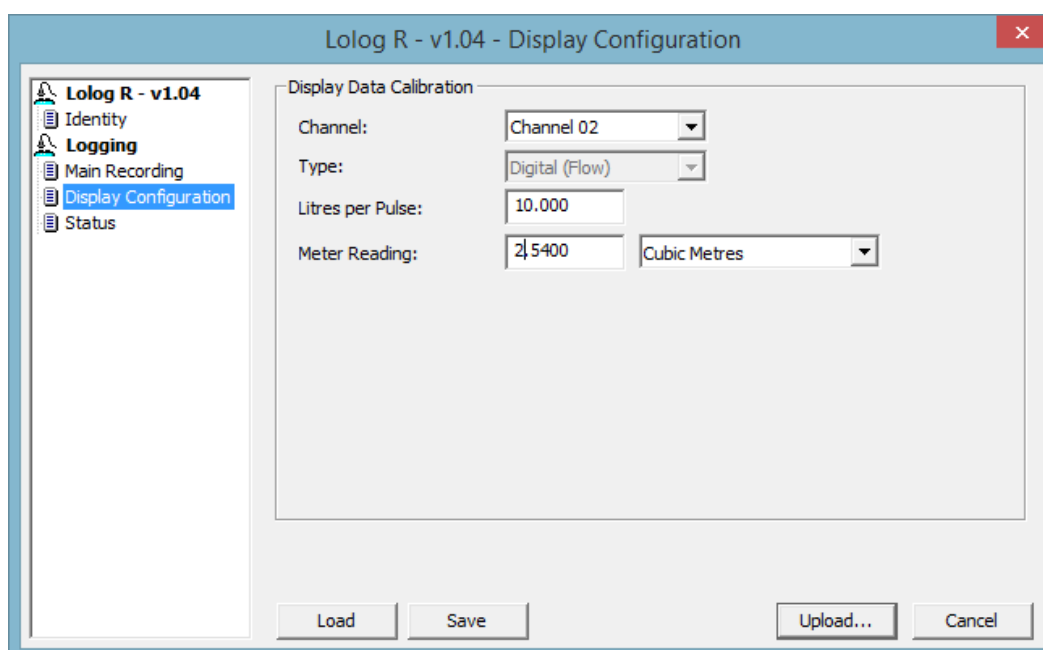 Lolog R - v1.04 - Display Configuration
Lolog R - v1.04
Identity
Logging
Main Recording
Display Configuration
Status
Display Data Calibration
Channel: Channel 02
Type: Digital (Flow)
Litres per Pulse: 10.000
Meter Reading: 2.5400 Cubic Metres
Load Save Upload... Cancel